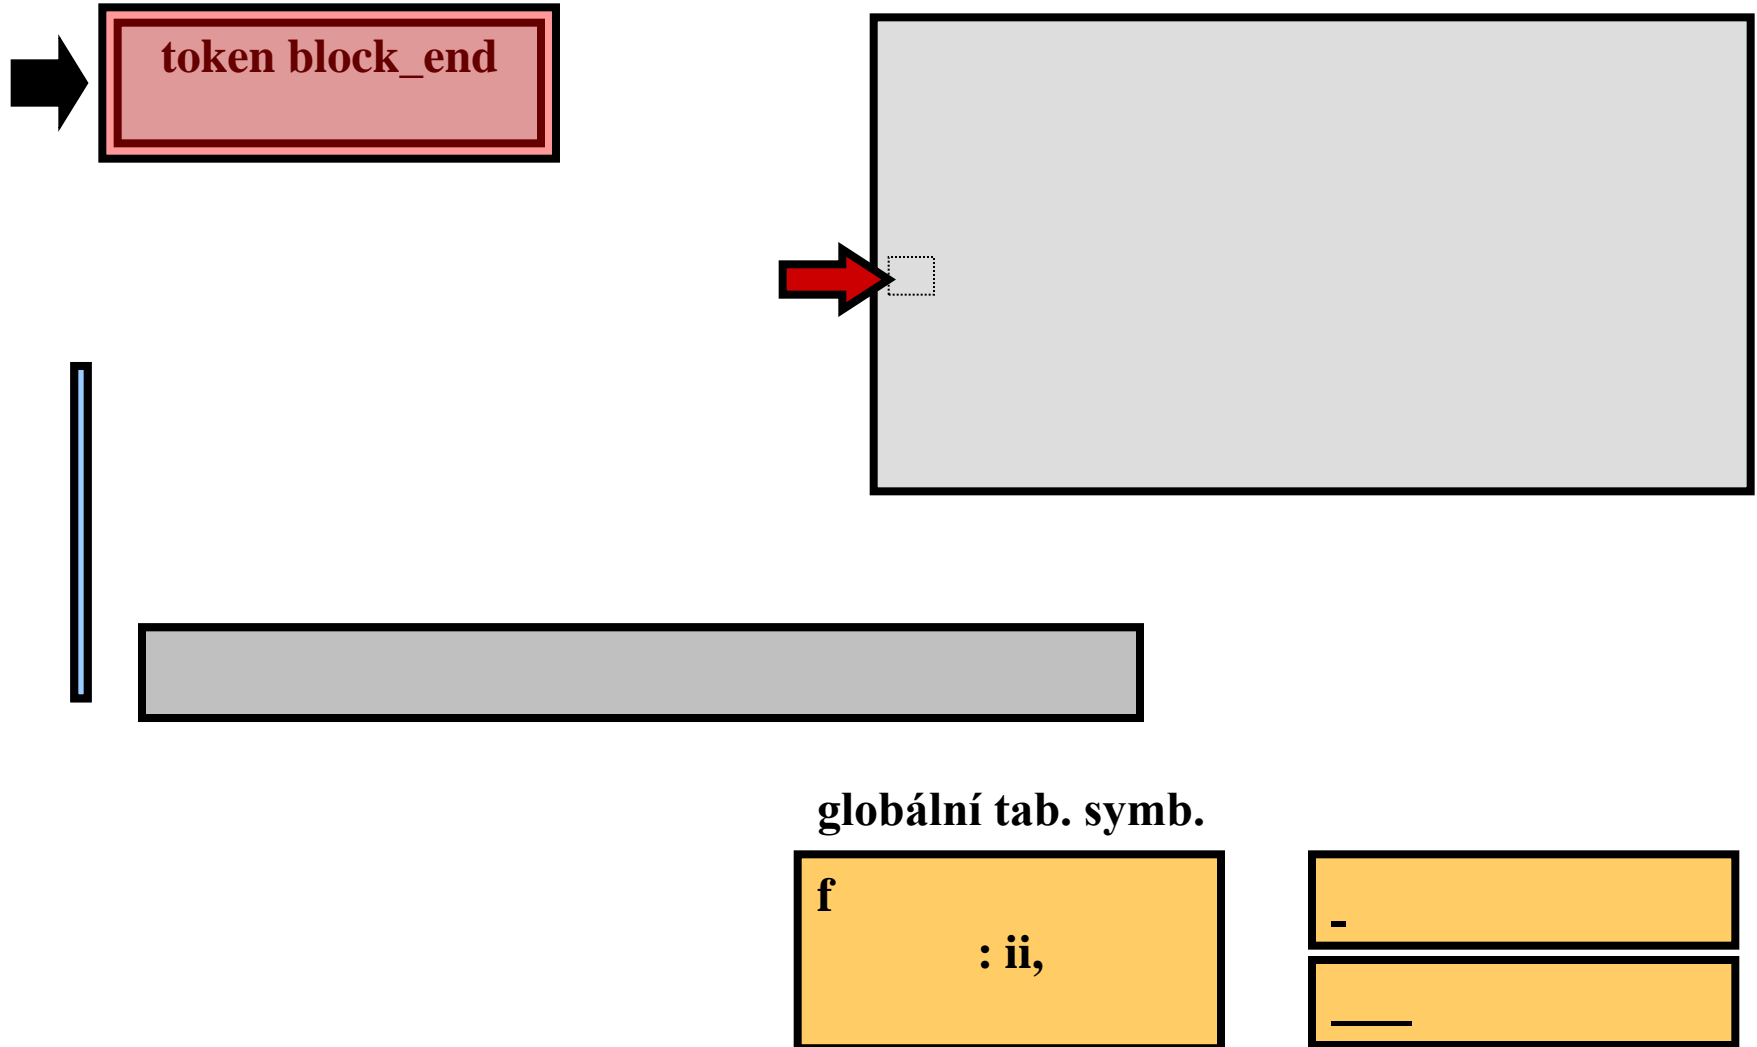 token block_end
globální tab. symb.
f
: ii,